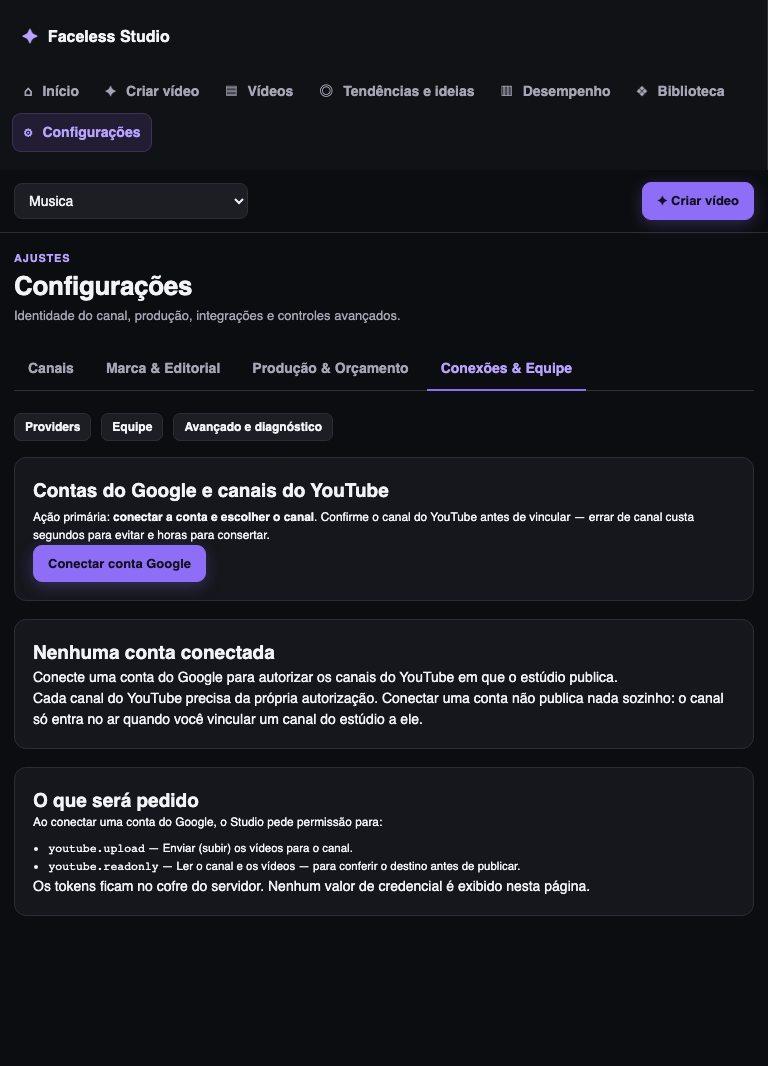 Faceless Studio
Início
Criar vídeo
Vídeos
Tendências e ideias
Desempenho
Biblioteca
Configurações
Musica
✦ Criar vídeo
AJUSTES
Configurações
Identidade do canal, produção, integrações e controles avançados.
Canais
Marca & Editorial
Produção & Orçamento
Conexões & Equipe
Providers
Equipe
Avançado e diagnóstico
Contas do Google e canais do YouTube
Ação primária: conectar a conta e escolher o canal. Confirme o canal do YouTube antes de vincular — errar de canal custa
segundos para evitar e horas para consertar.
Conectar conta Google
Nenhuma conta conectada
Conecte uma conta do Google para autorizar os canais do YouTube em que o estúdio publica.
Cada canal do YouTube precisa da própria autorização. Conectar uma conta não publica nada sozinho: o canal
só entra no ar quando você vincular um canal do estúdio a ele.
O que será pedido
Ao conectar uma conta do Google, o Studio pede permissão para:
• youtube.upload — Enviar (subir) os vídeos para o canal.
• youtube.readonly — Ler o canal e os vídeos — para conferir o destino antes de publicar.
Os tokens ficam no cofre do servidor. Nenhum valor de credencial é exibido nesta página.